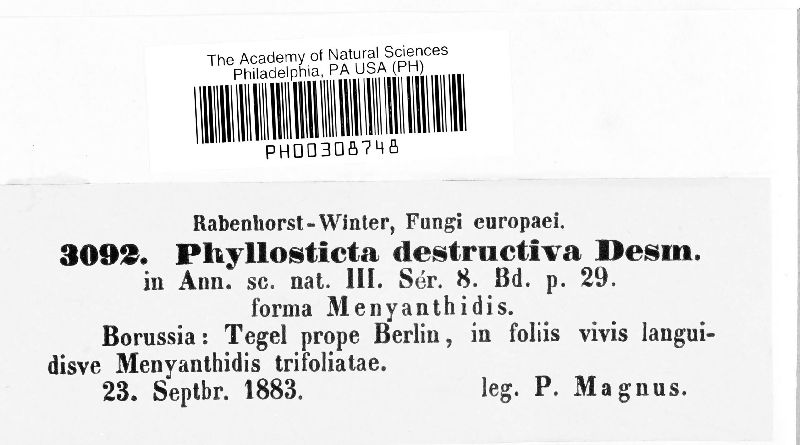 The Academy of Natural Sciences
Philadelphia, PA USA (PH)
PH00308748
Rabenhorst-Winter, Fungi europaei.
3092. Phyllosticta destructiva Desm.
in Ann. sc. nat. III. Sér. 8. Bd. p. 29.
forma Menyanthidis.
Borussia: Tegel prope Berlin, in foliis vivis langui-
disve Menyanthidis trifoliatae.
23. Septbr. 1883. leg. P. Magnus.